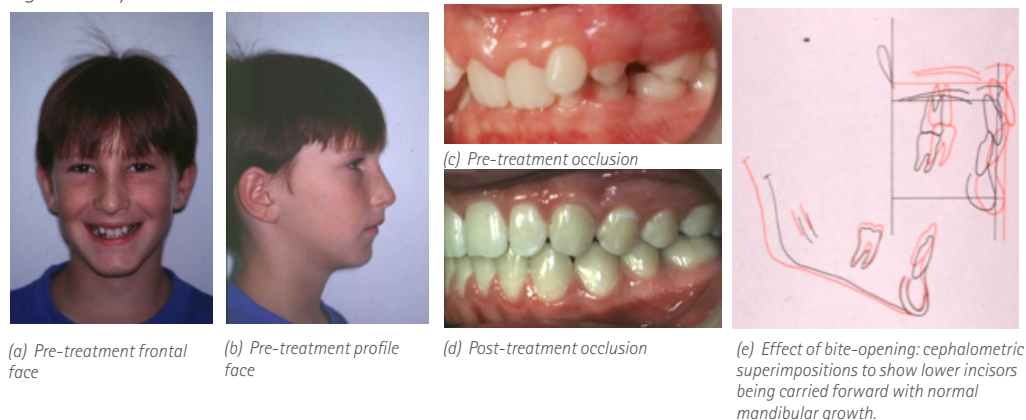 (a) Pre-treatment frontal
face
(b) Pre-treatment profile
face
(c) Pre-treatment occlusion
(d) Post-treatment occlusion
(e) Effect of bite-opening: cephalometric
superimpositions to show lower incisors
being carried forward with normal
mandibular growth.